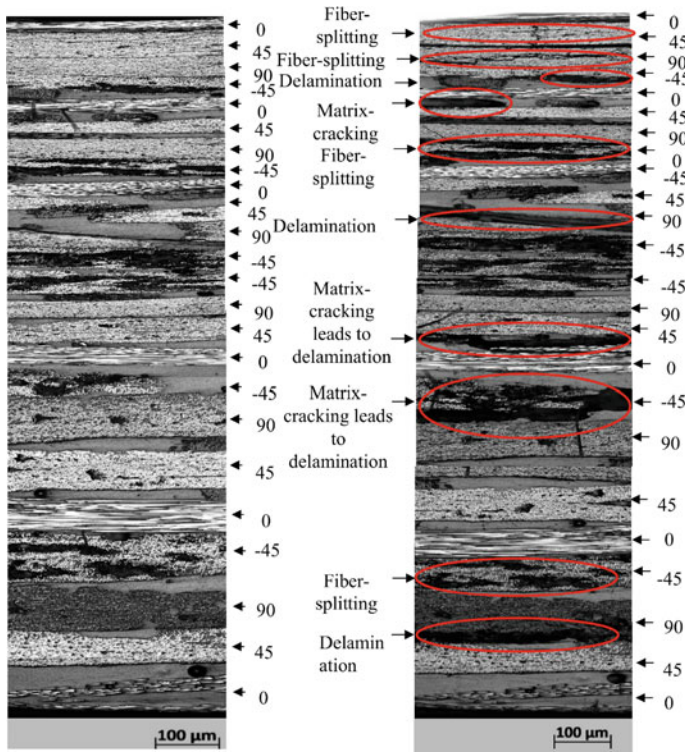 0
45
90
-45
0
45
90
-45
0
45
90
-45
-45
90
45
0
-45
90
45
0
-45
90
45
0
100 µm
Fiber-
splitting
Fiber-splitting
Delamination
Matrix-
cracking
Fiber-
splitting
Delamination
Matrix-
cracking
leads to
delamination
Matrix-
cracking leads
to
delamination
Fiber-
splitting
Delamin
ation
0
45
90
-45
0
45
90
0
-45
45
90
-45
-45
90
45
0
-45
90
45
0
-45
90
45
0
100 µm